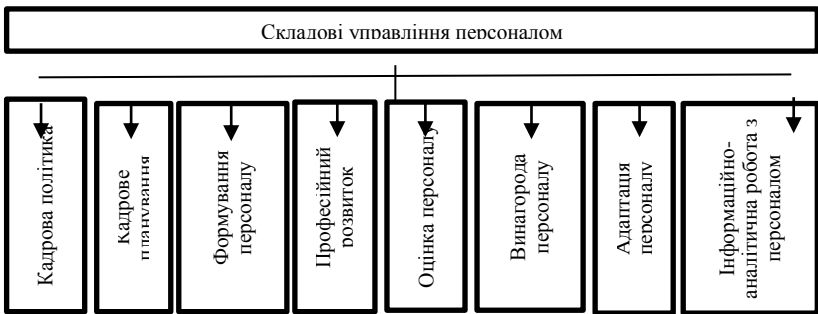 Складові управління персоналом
Кадрова політика
Кадрове
планування
Формування
персоналу
Професійний
розвиток
Оцінка персоналу
Винагорода
персоналу
Адаптація
персоналу
Інформаційно-
аналітична робота з
персоналом